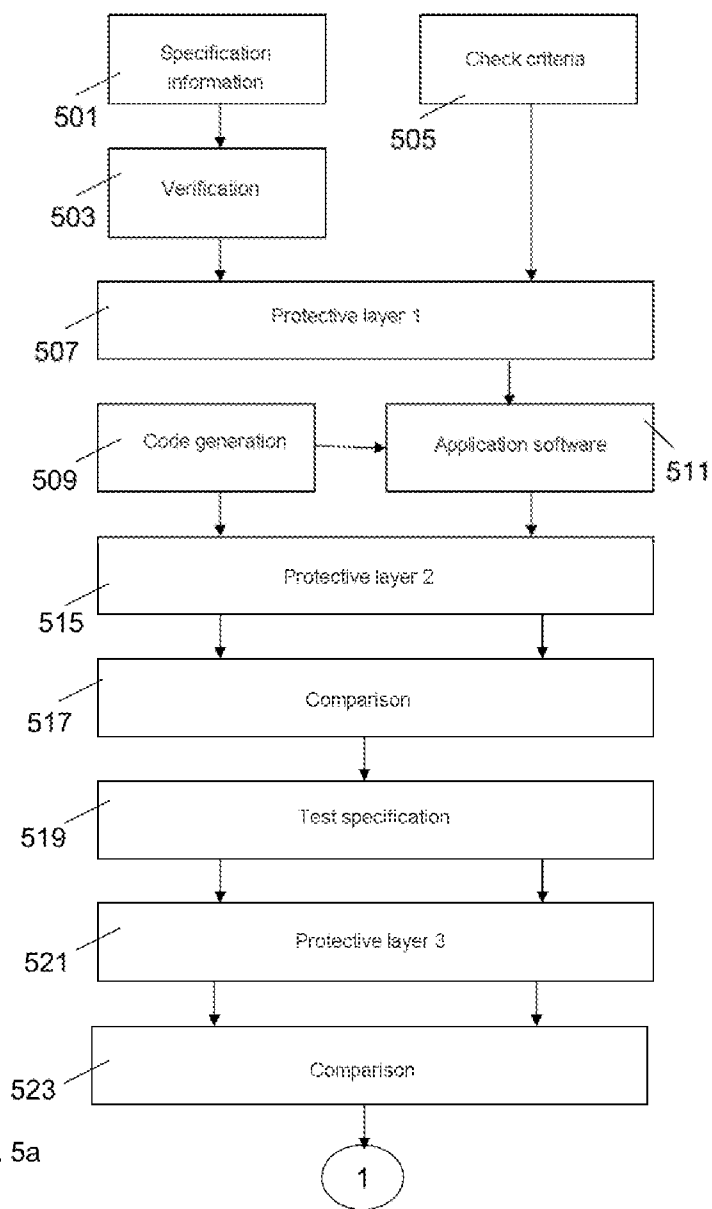 Specification
information
Check criteria
501
505
Verification
503
Protective layer 1
507
Code generation
Application software
509
511
Protective layer 2
515
Comparison
517
Test specification
519
Protective layer 3
521
Comparison
523
. 5a
1